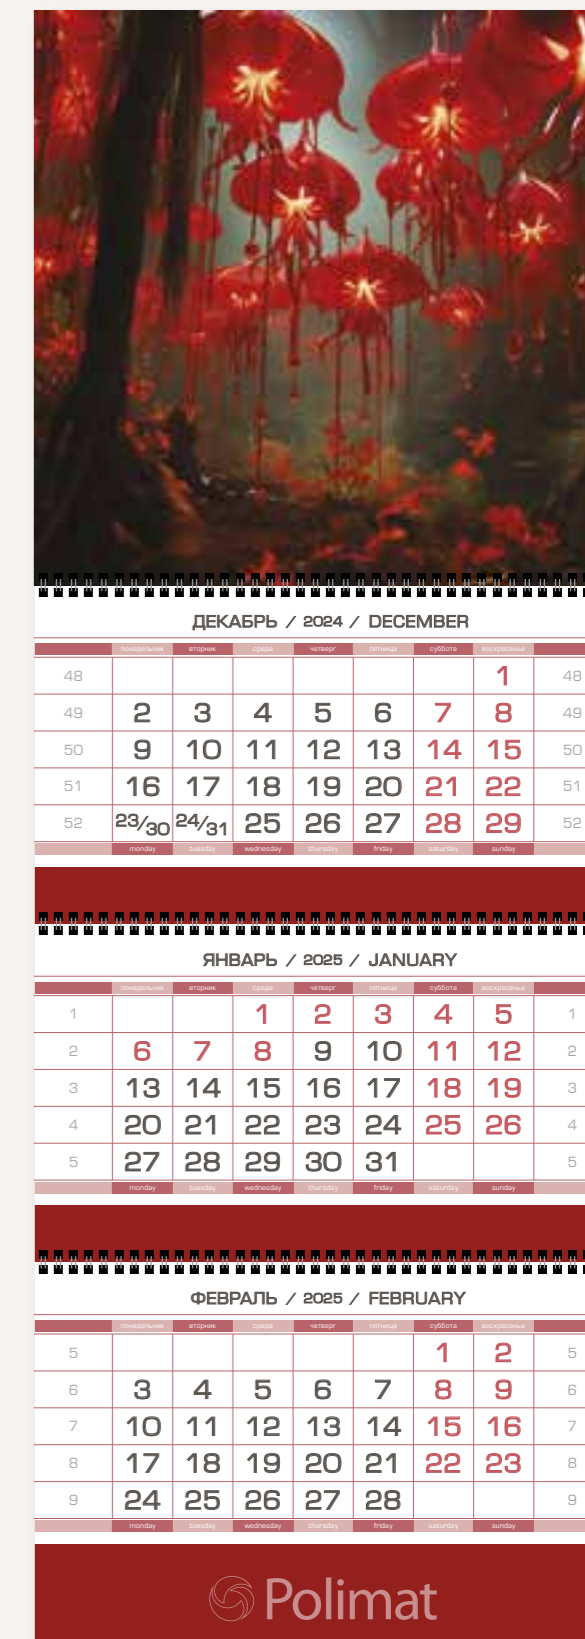 ДЕКАБРЬ / 2024 / DECEMBER
понедельник вторник среда четверг пятница суббота воскресенье
48 1 48
49 2 3 4 5 6 7 8 49
50 9 10 11 12 13 14 15 50
51 16 17 18 19 20 21 22 51
52 23/30 24/31 25 26 27 28 29 52
monday tuesday wednesday thursday friday saturday sunday
ЯНВАРЬ / 2025 / JANUARY
понедельник вторник среда четверг пятница суббота воскресенье
1 1 2 3 4 5 1
2 6 7 8 9 10 11 12 2
3 13 14 15 16 17 18 19 3
4 20 21 22 23 24 25 26 4
5 27 28 29 30 31 5
monday tuesday wednesday thursday friday saturday sunday
ФЕВРАЛЬ / 2025 / FEBRUARY
понедельник вторник среда четверг пятница суббота воскресенье
5 1 2 5
6 3 4 5 6 7 8 9 6
7 10 11 12 13 14 15 16 7
8 17 18 19 20 21 22 23 8
9 24 25 26 27 28 9
monday tuesday wednesday thursday friday saturday sunday
Polimat